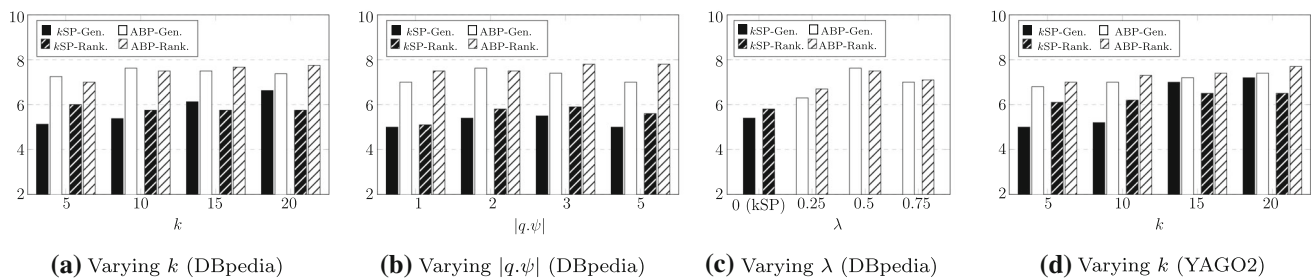 10
8
6
4
2
kSP-Gen.
ABP-Gen.
kSP-Rank.
ABP-Rank.
5
10
15
20
k
(a) Varying k (DBpedia)
10
8
6
4
2
kSP-Gen.
ABP-Gen.
kSP-Rank.
ABP-Rank.
1
2
3
5
|q.ψ|
(b) Varying |q.ψ| (DBpedia)
10
8
6
4
2
kSP-Gen.
ABP-Gen.
kSP-Rank.
ABP-Rank.
0 (kSP)
0.25
0.5
0.75
λ
(c) Varying λ (DBpedia)
10
8
6
4
2
kSP-Gen.
ABP-Gen.
kSP-Rank.
ABP-Rank.
5
10
15
20
k
(d) Varying k (YAGO2)